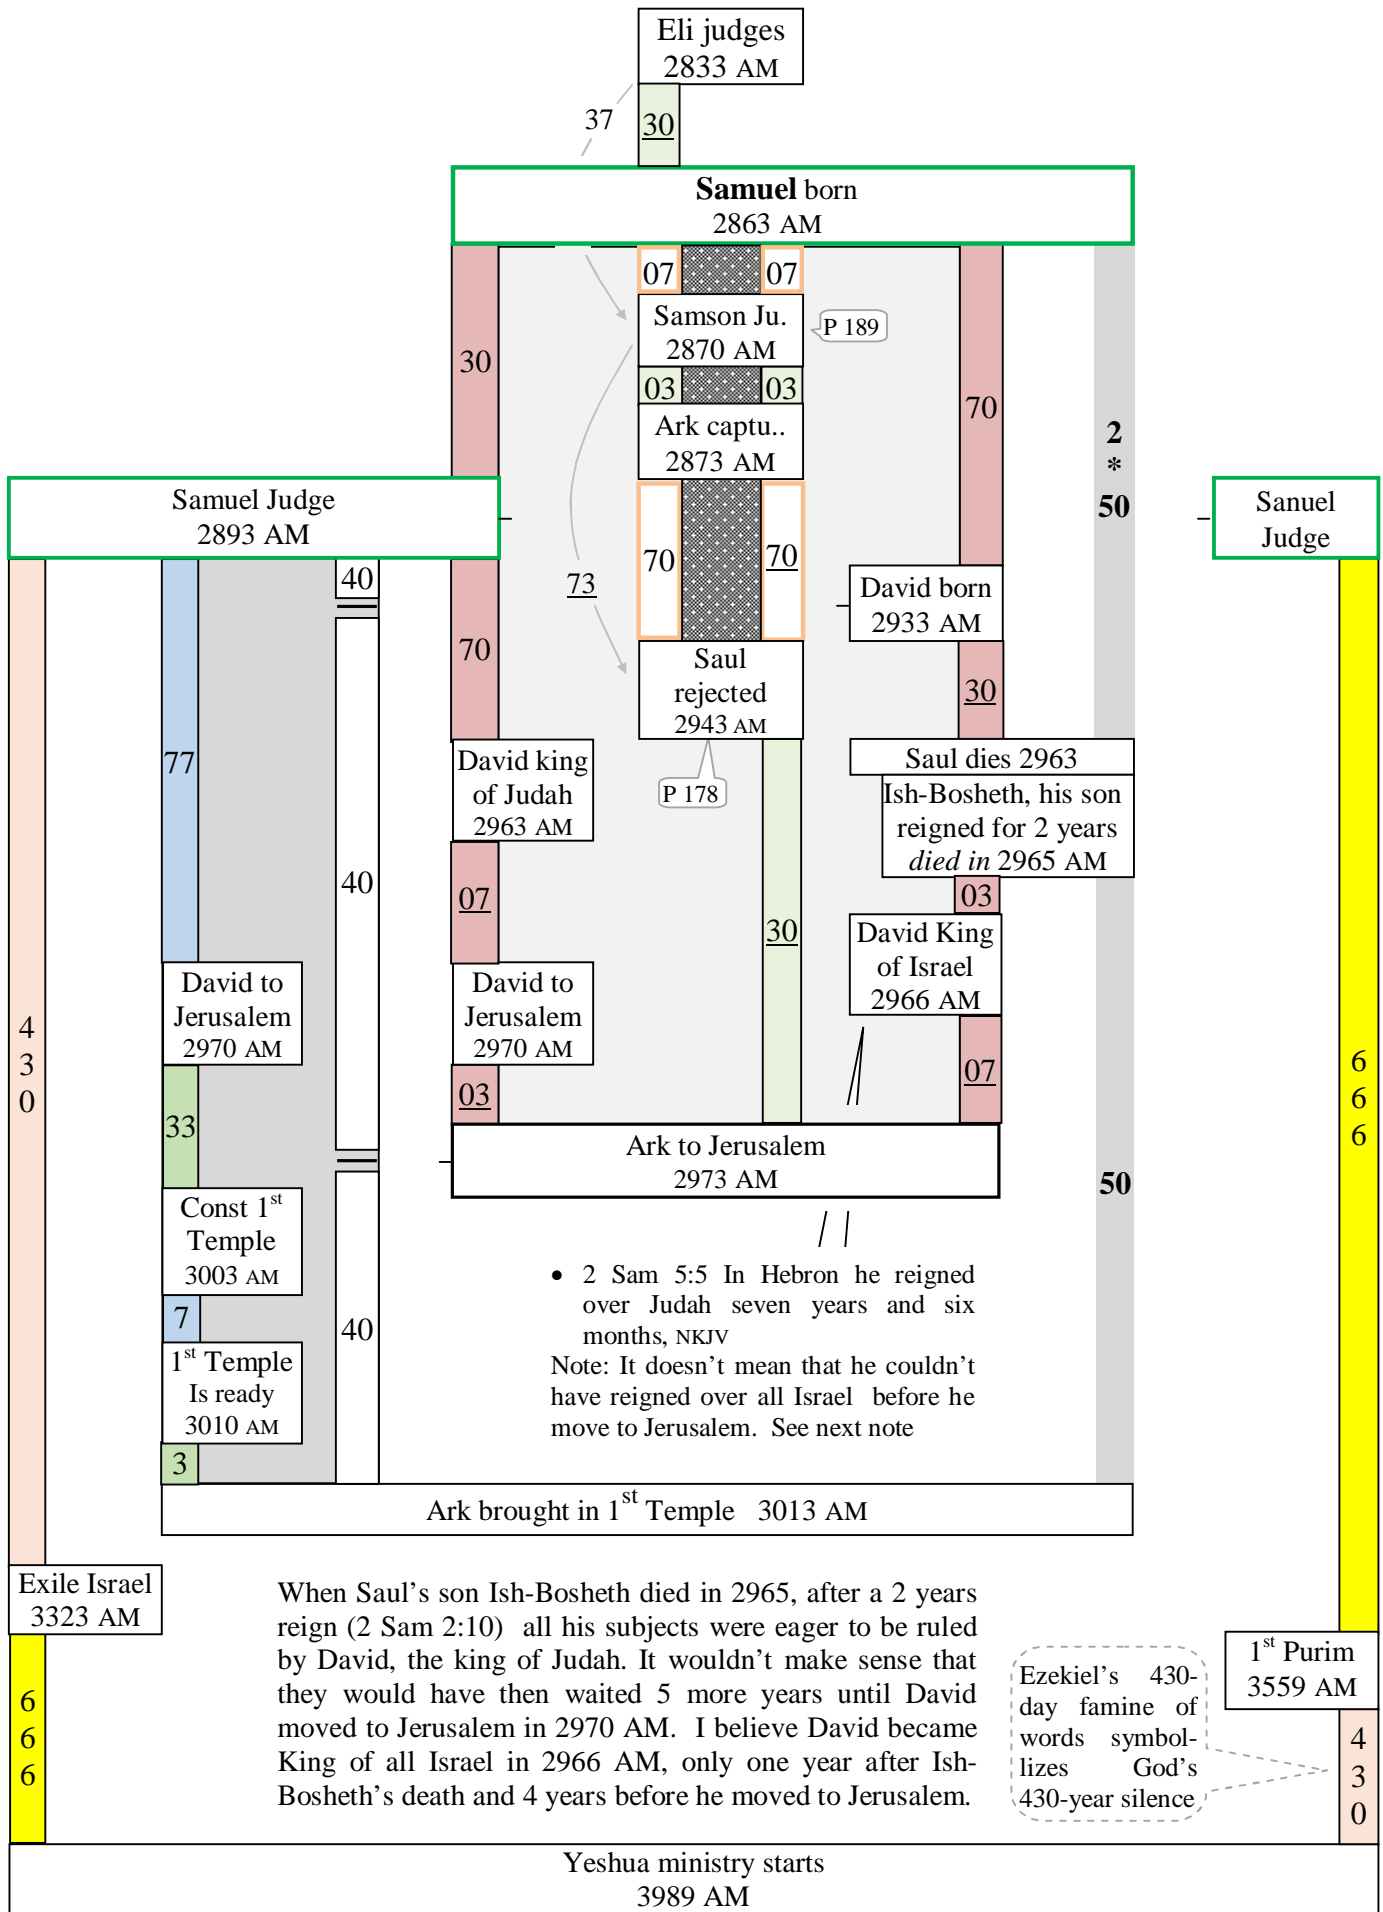 Eli judges
2833 AM
37
30
Samuel born
2863 AM
07
07
Samson Ju.
2870 AM
P 189
30
03
03
70
Ark captu..
2873 AM
2
*
50
Samuel Judge
2893 AM
Sanuel
Judge
40
73
70
70
David born
2933 AM
70
Saul
rejected
2943 AM
30
77
David king
of Judah
2963 AM
P 178
Saul dies 2963
Ish-Bosheth, his son
reigned for 2 years
died in 2965 AM
40
07
03
30
David King
of Israel
2966 AM
David to
Jerusalem
2970 AM
David to
Jerusalem
2970 AM
4
3
0
03
07
6
6
6
33
Ark to Jerusalem
2973 AM
50
Const 1st
Temple
3003 AM
• 2 Sam 5:5 In Hebron he reigned
over Judah seven years and six
months, NKJV
Note: It doesn't mean that he couldn't
have reigned over all Israel before he
move to Jerusalem. See next note
7
40
1st Temple
Is ready
3010 AM
3
Ark brought in 1st Temple 3013 AM
Exile Israel
3323 AM
When Saul's son Ish-Bosheth died in 2965, after a 2 years
reign (2 Sam 2:10) all his subjects were eager to be ruled
by David, the king of Judah. It wouldn't make sense that
they would have then waited 5 more years until David
moved to Jerusalem in 2970 AM. I believe David became
King of all Israel in 2966 AM, only one year after Ish-
Bosheth's death and 4 years before he moved to Jerusalem.
1st Purim
3559 AM
Ezekiel's 430-
day famine of
words symbol-
lizes God's
430-year silence
6
6
6
4
3
0
Yeshua ministry starts
3989 AM